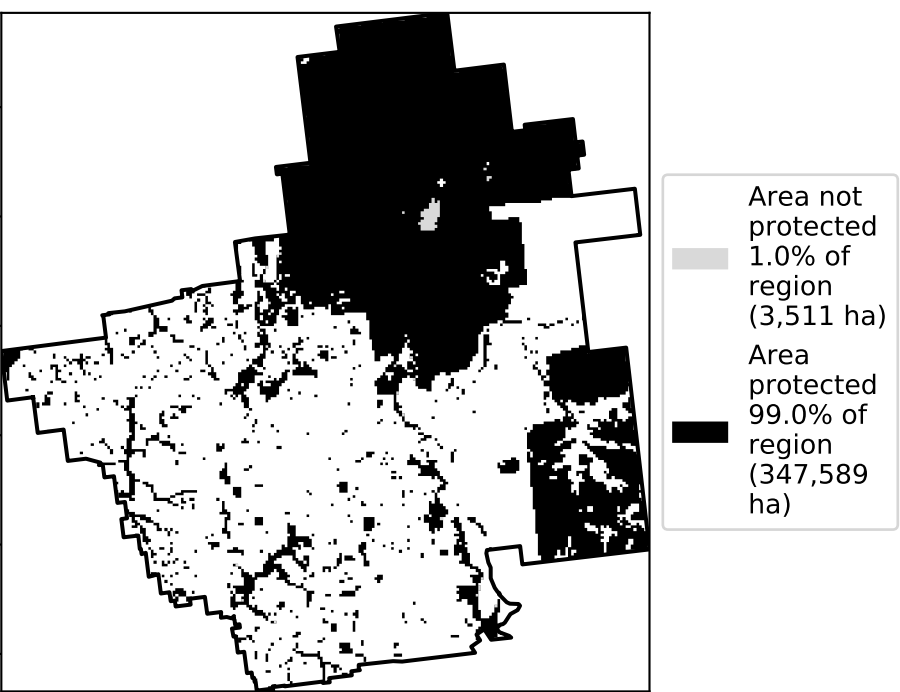 Area not
protected
1.0% of
region
(3,511 ha)
Area
protected
99.0% of
region
(347,589
ha)